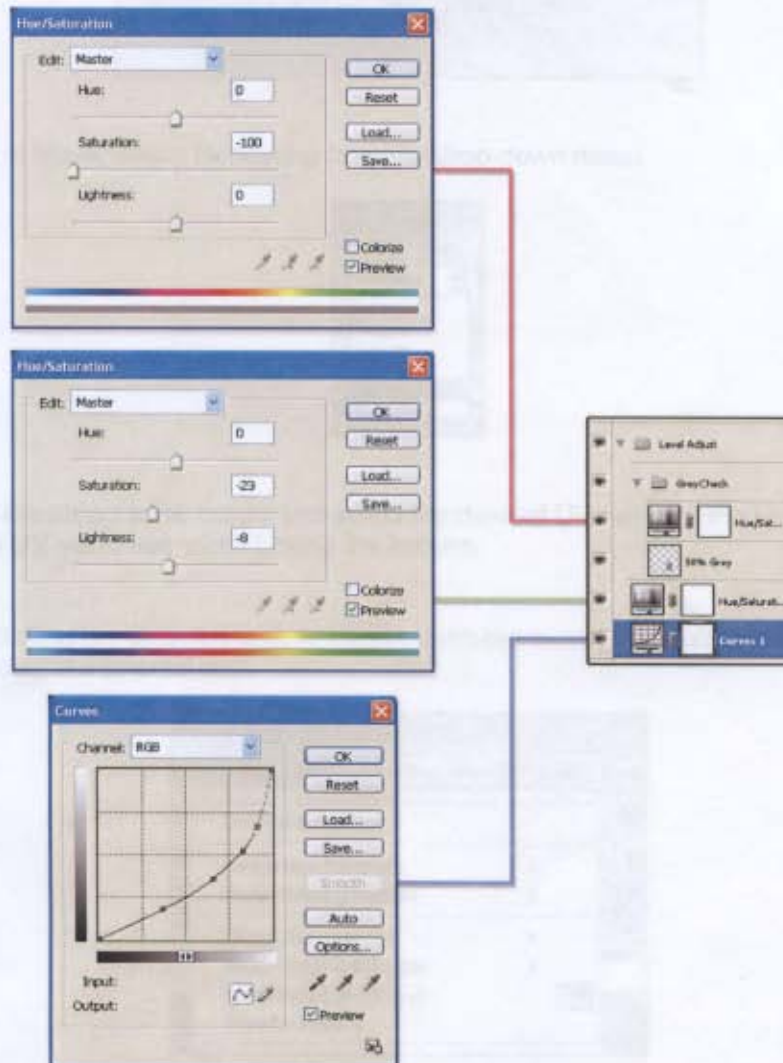 Hue/Saturation
Edit: Master
OK
Hue: 0
Reset
Saturation: -100
Load...
Save...
Lightness: 0
Colorize
Preview
Hue/Saturation
Edit: Master
OK
Hue: 0
Reset
Saturation: -23
Load...
Save...
Lightness: -8
Colorize
Preview
Level Adjust
GreyCheck
Hue/Sat...
50% Grey
Hue/Saturat...
Curves 1
Curves
Channel: RGB
OK
Reset
Load...
Save...
Smooth
Auto
Options...
Input:
Output:
Preview